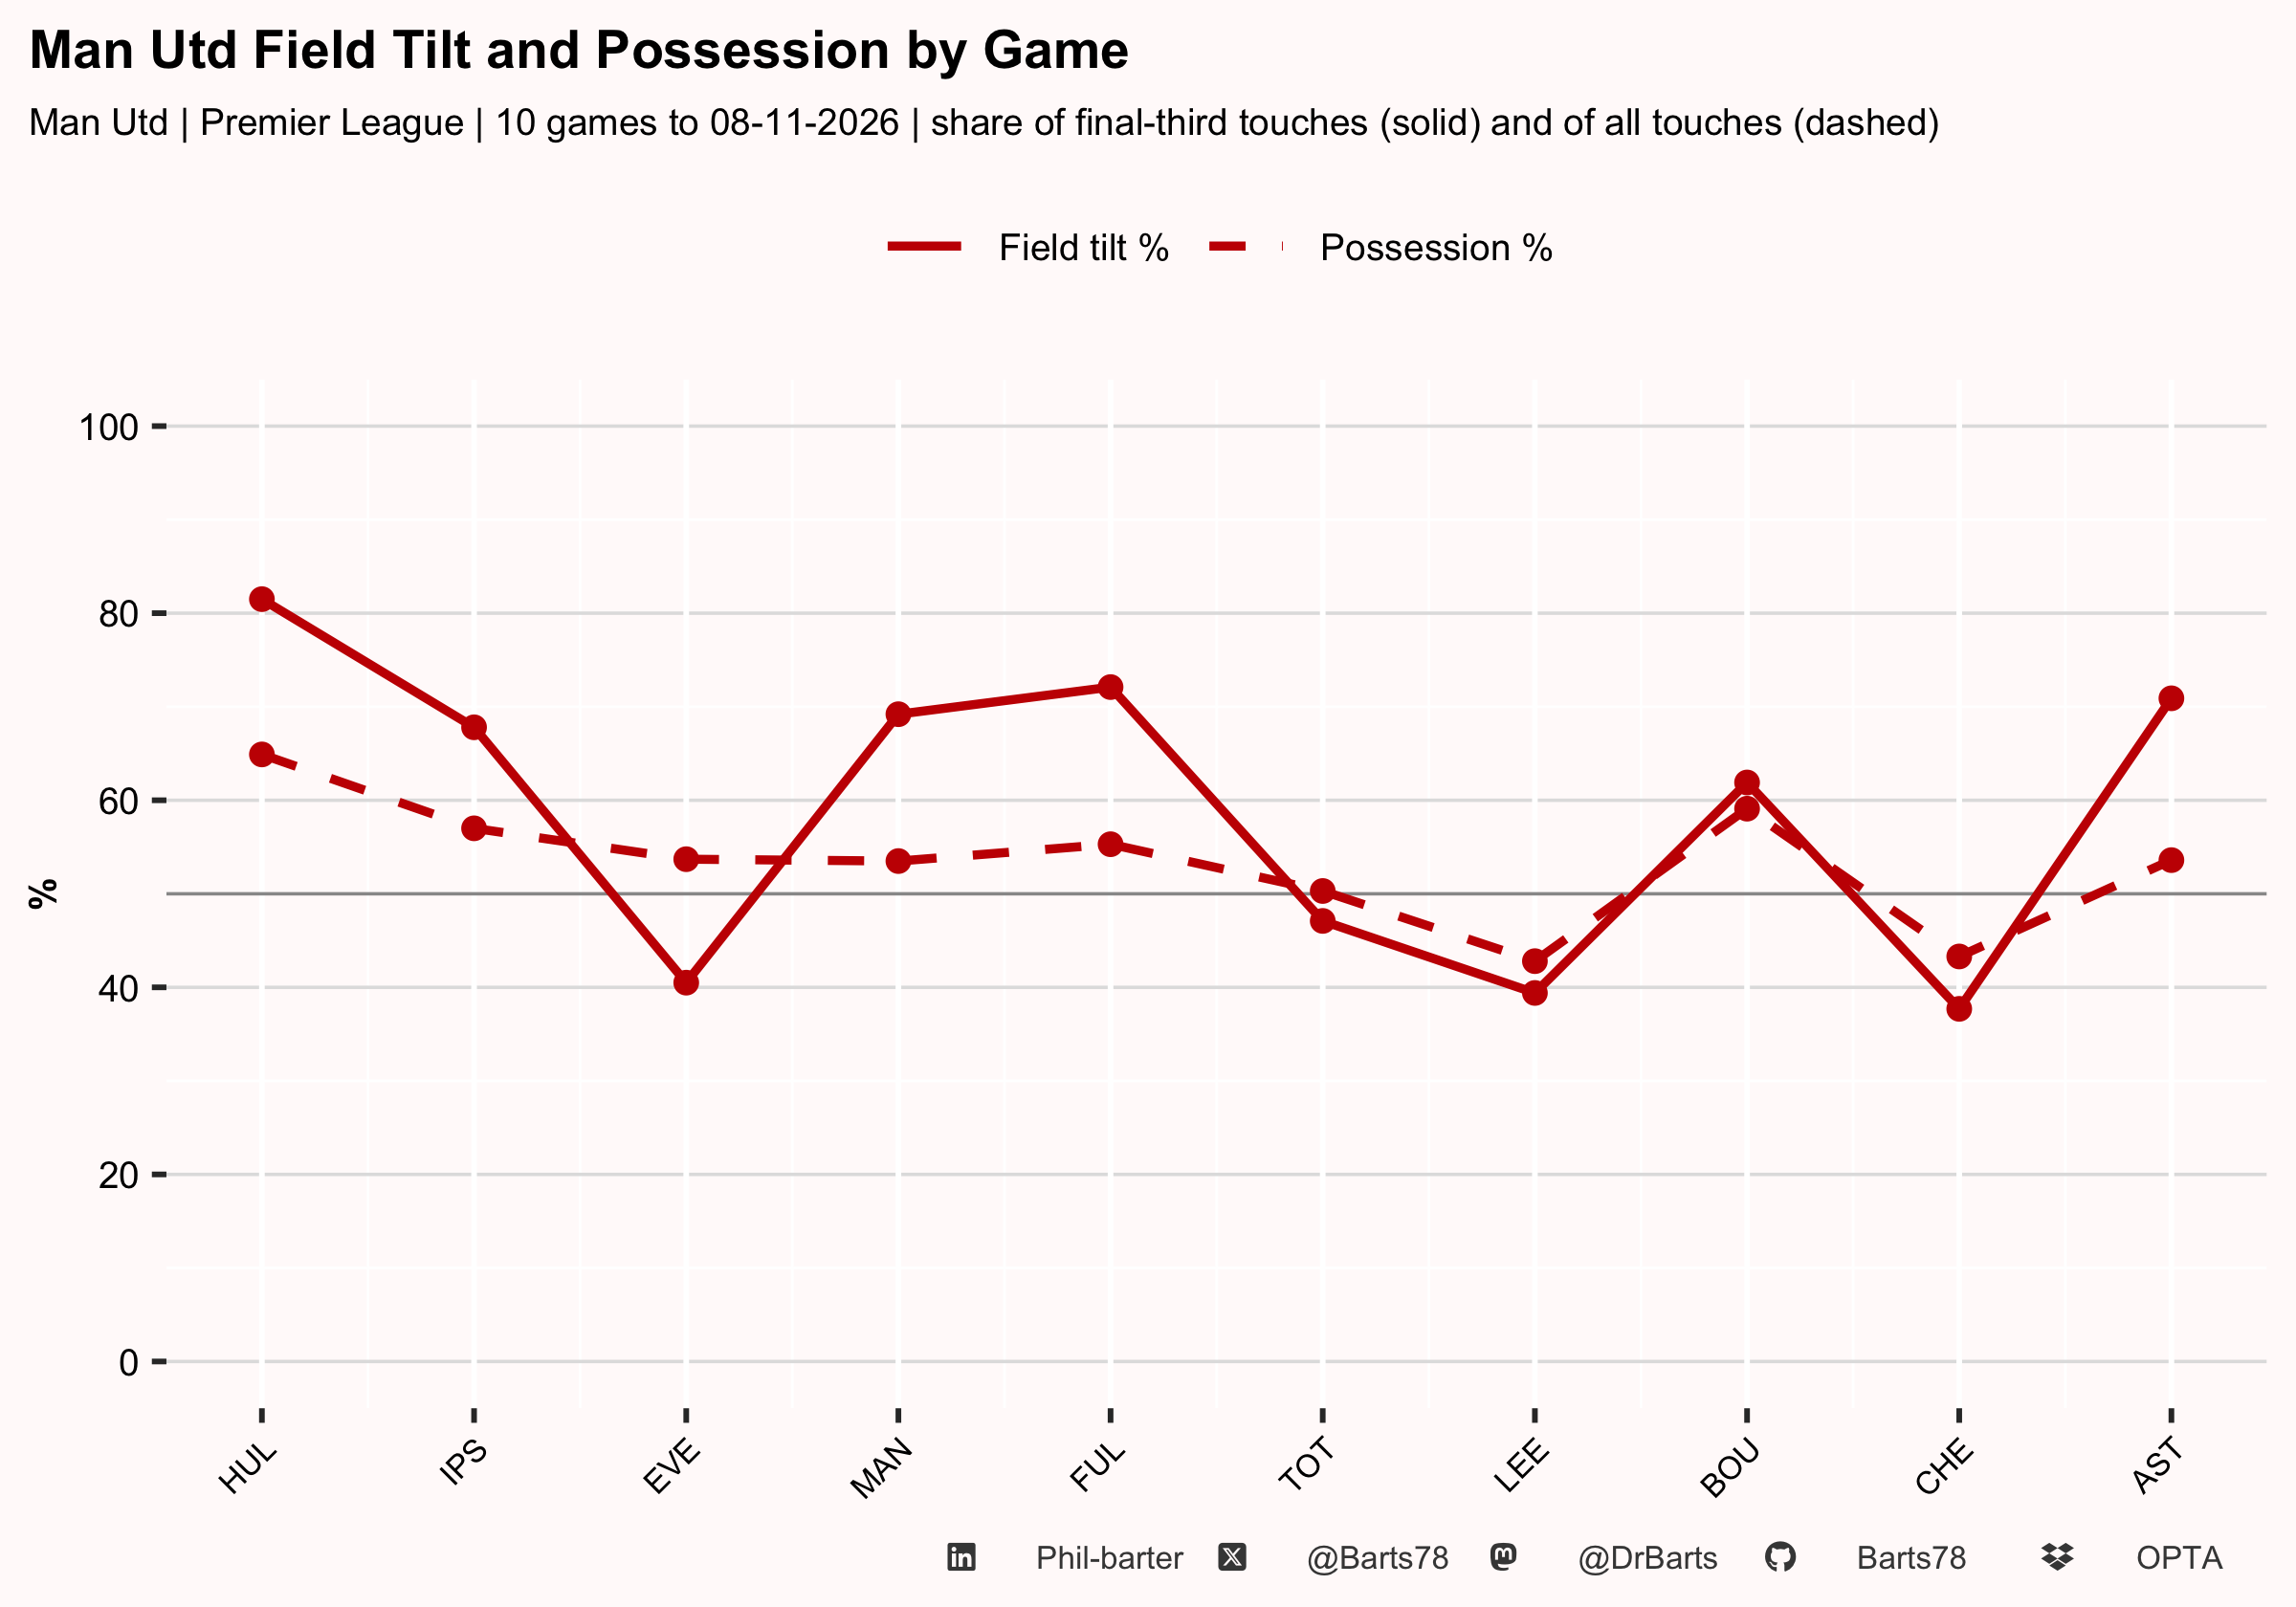 Man Utd Field Tilt and Possession by Game
Man Utd | Premier League | 10 games to 08-11-2026 | share of final-third touches (solid) and of all touches (dashed)
Field tilt % Possession %
100
80
60
40
20
0
%
HUL IPS EVE MAN FUL TOT LEE BOU CHE AST
Phil-barter @Barts78 @DrBarts Barts78 OPTA